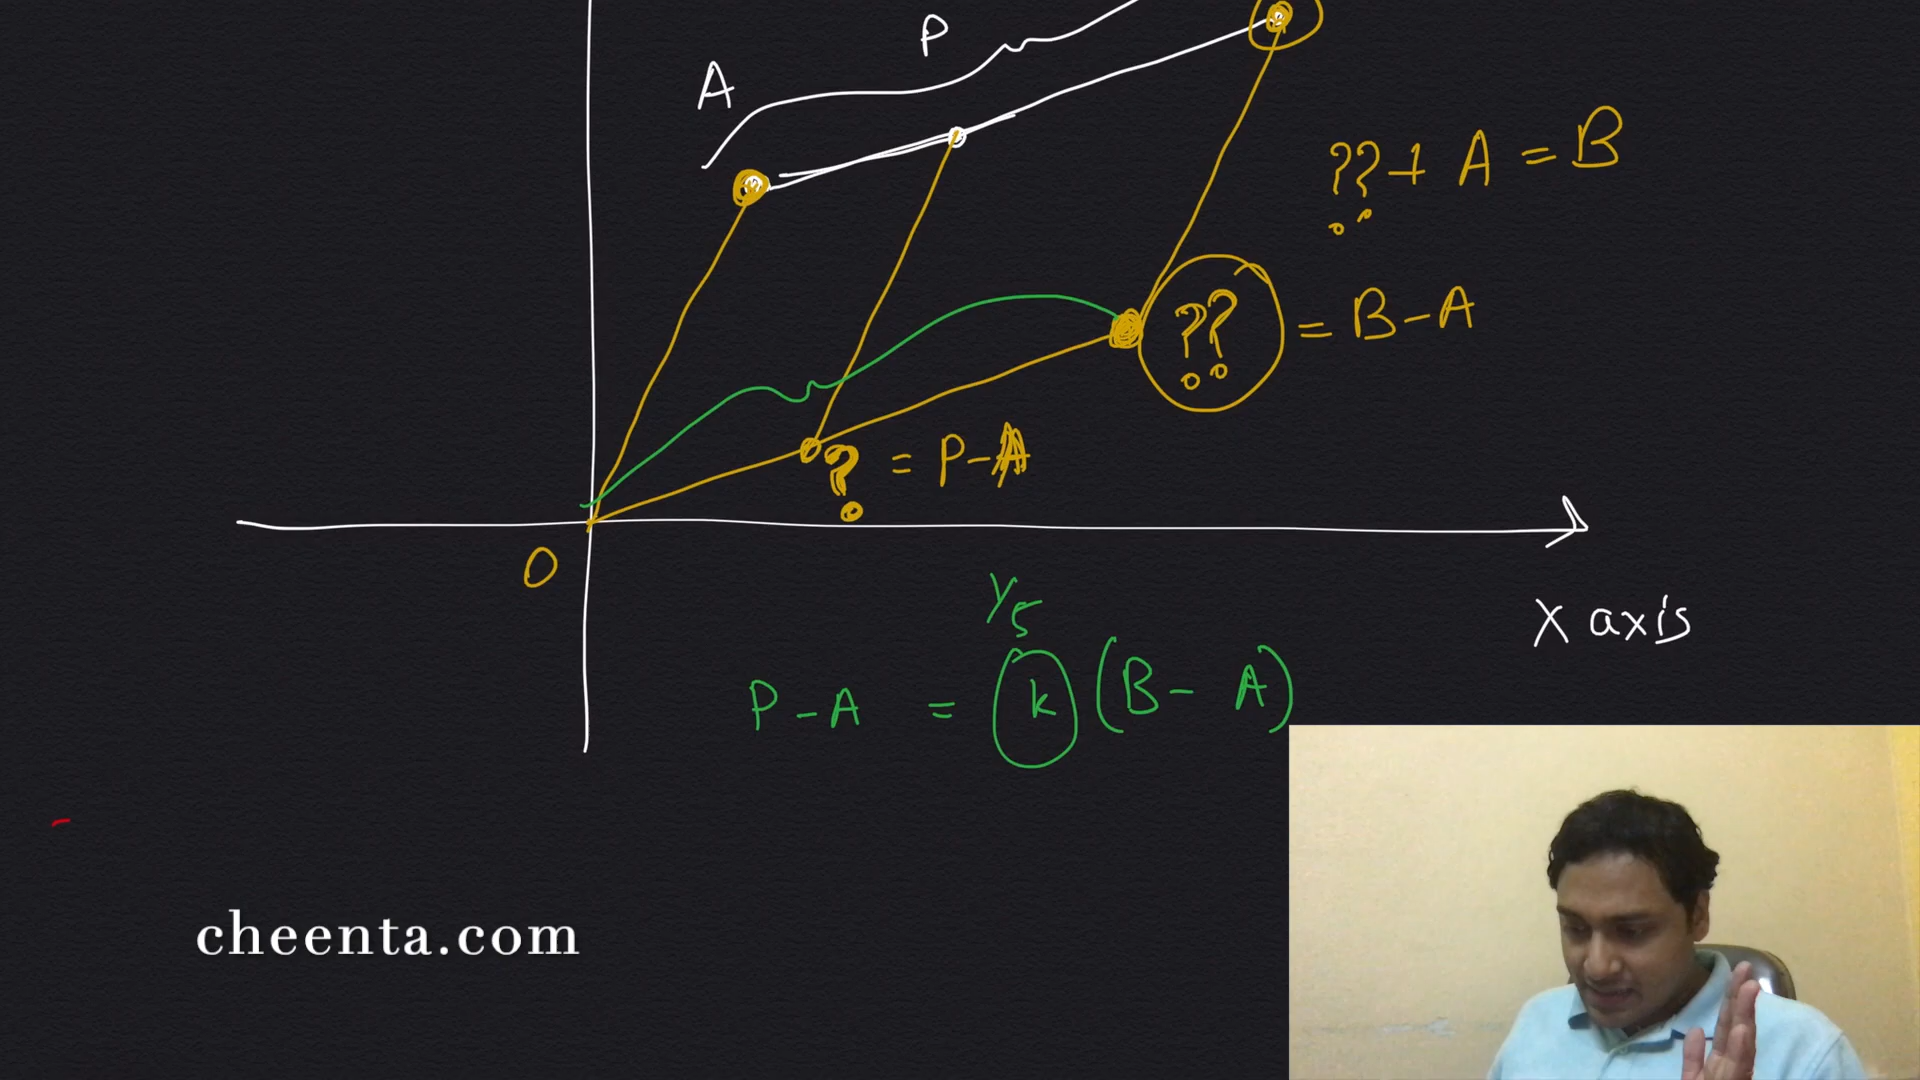 P
A
?? + A = B
?? = B - A
? = P - A
O
X axis
1/5
P - A = k (B - A)
cheenta.com